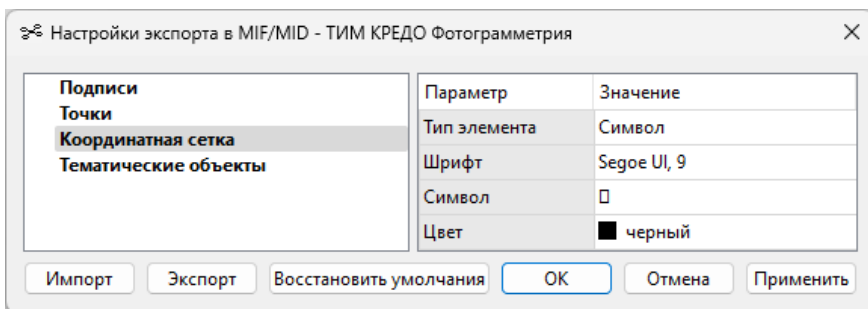 Настройки экспорта в MIF/MID - ТИМ КРЕДО Фотограмметрия
Подписи
Точки
Координатная сетка
Тематические объекты
Параметр Значение
Тип элемента Символ
Шрифт Segoe UI, 9
Символ ▯
Цвет черный
Импорт Экспорт Восстановить умолчания ОК Отмена Применить